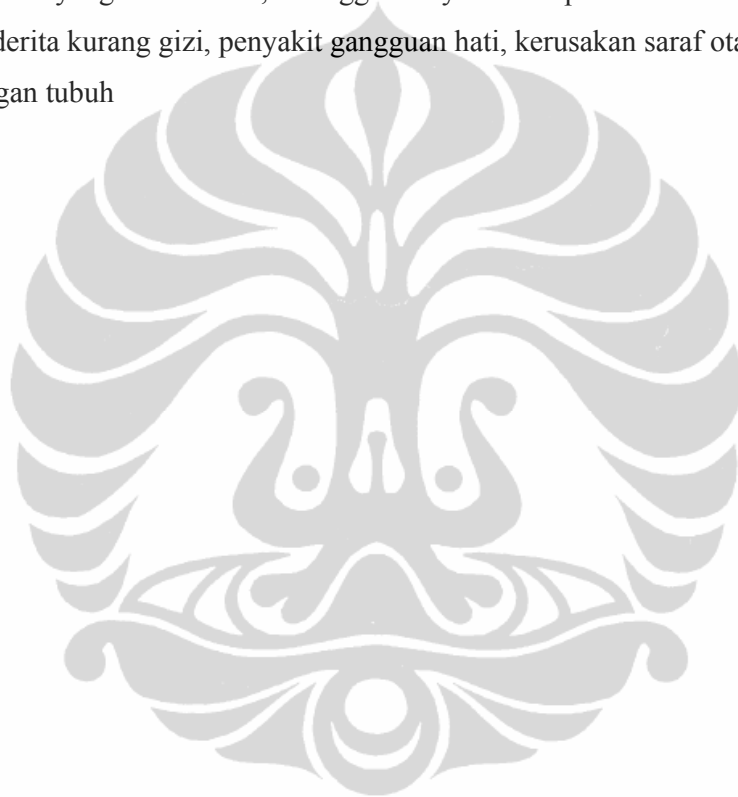 derita kurang gizi, penyakit gangguan hati, kerusakan saraf ota
gan tubuh